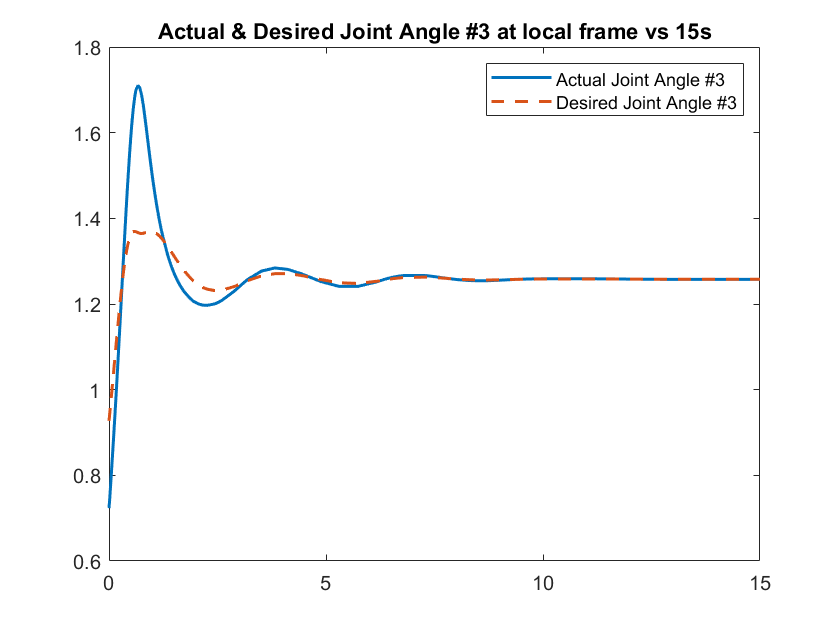 Actual & Desired Joint Angle #3 at local frame vs 15s
1.8
Actual Joint Angle #3
Desired Joint Angle #3
1.6
1.4
1.2
1
0.8
0.6
0 5 10 15